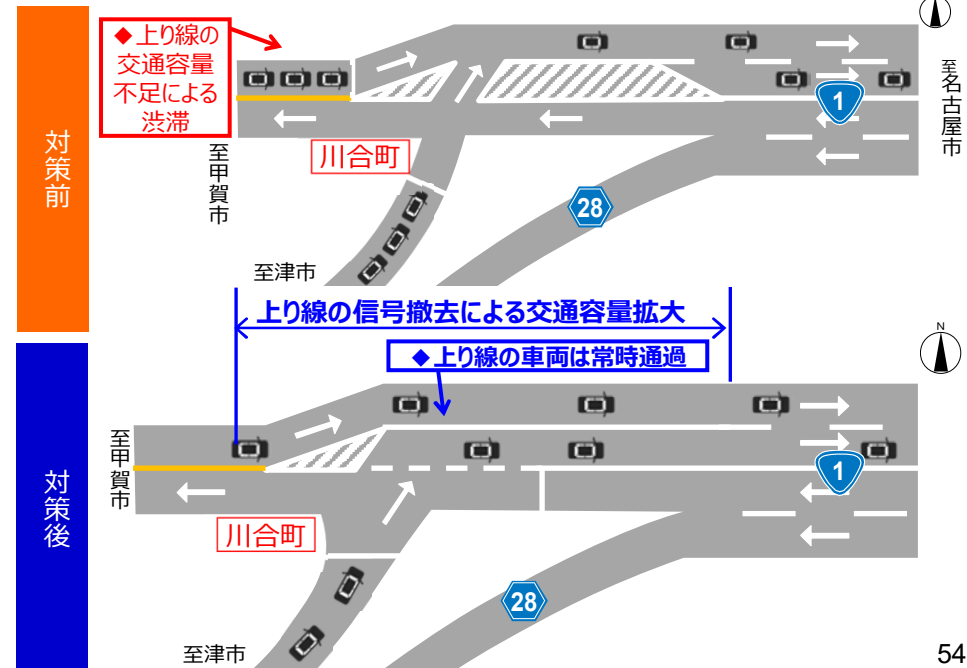 対策前
◆上り線の
交通容量
不足による
渋滞
至甲賀市
川合町
至津市
28
1
至名古屋市
上り線の信号撤去による交通容量拡大
N
対策後
◆上り線の車両は常時通過
至甲賀市
川合町
至津市
28
1
54